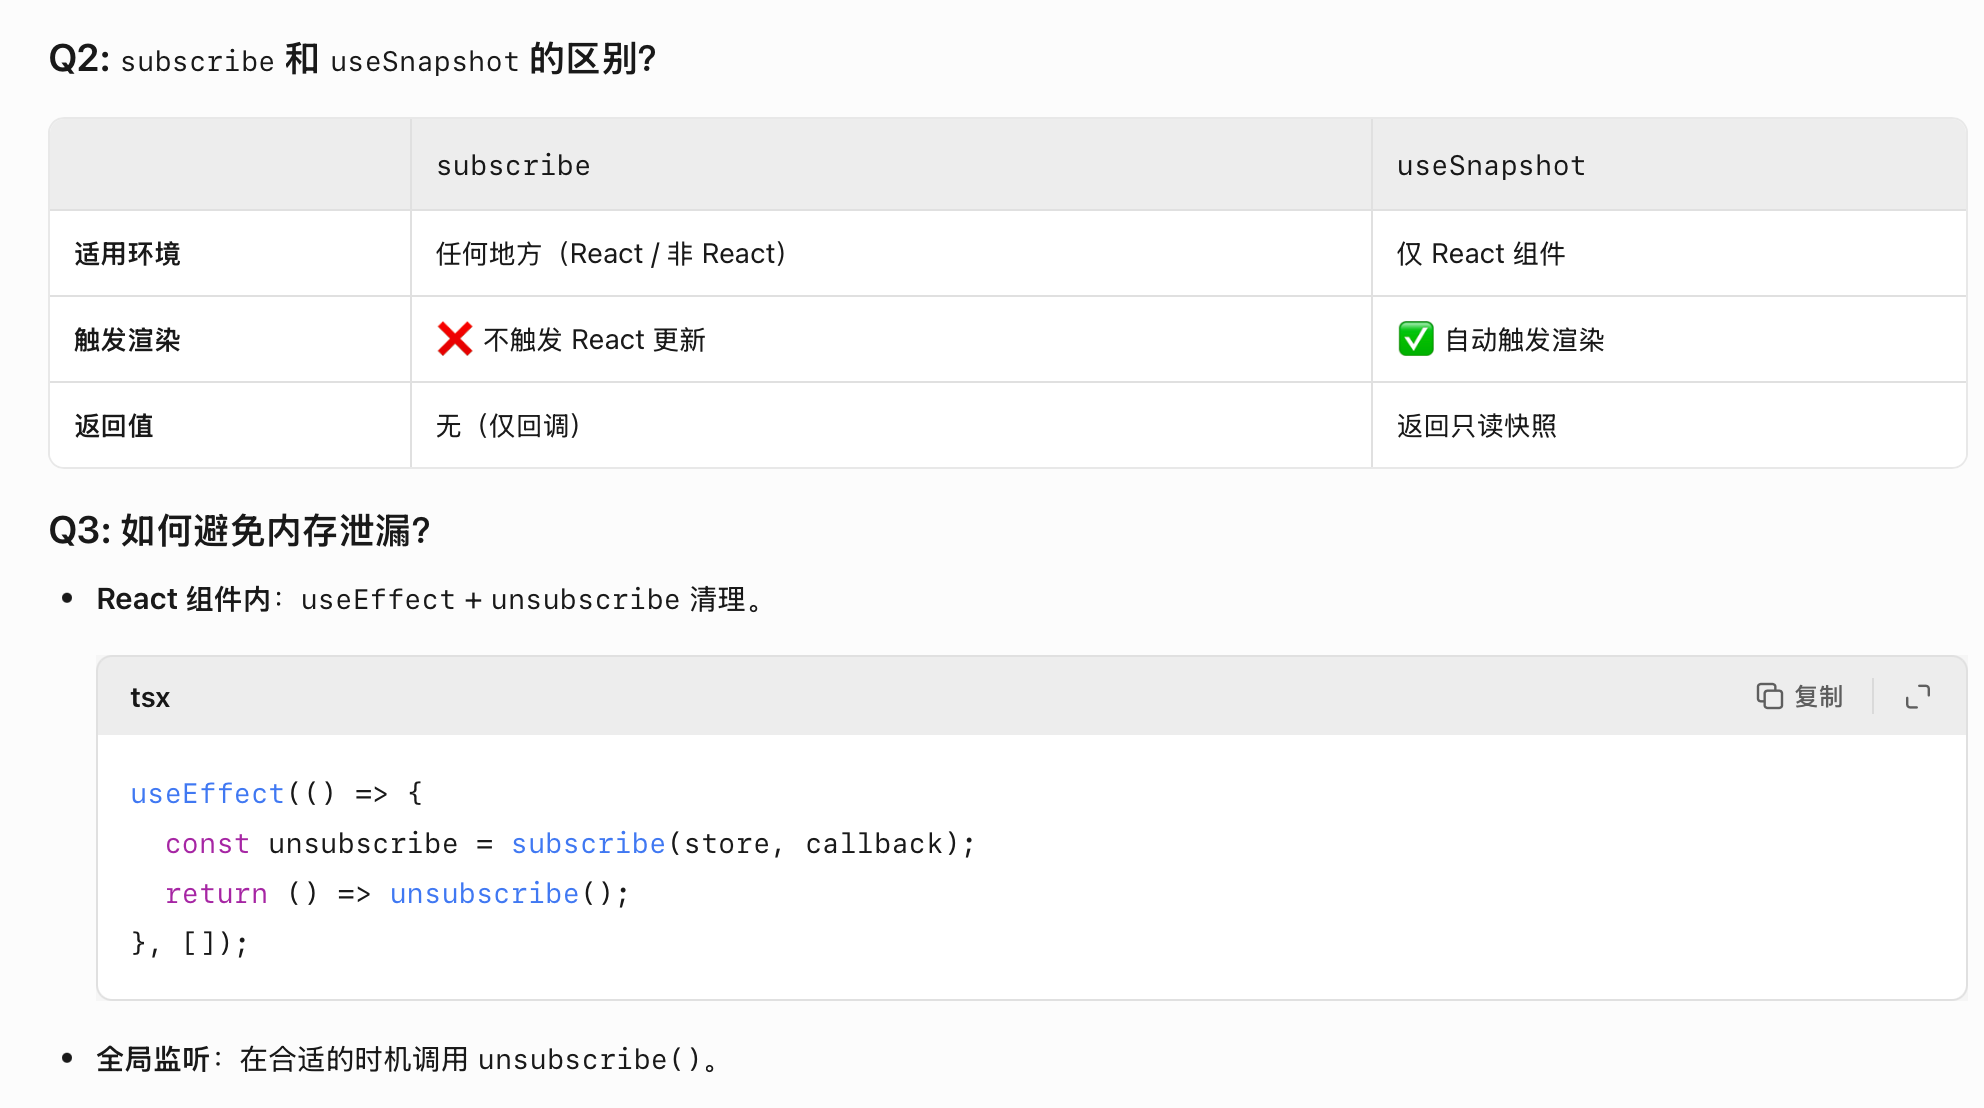 Q2: subscribe 和 useSnapshot 的区别?
subscribe useSnapshot
适用环境 任何地方（React / 非 React） 仅 React 组件
触发渲染 ❌ 不触发 React 更新 ✅ 自动触发渲染
返回值 无（仅回调） 返回只读快照
Q3: 如何避免内存泄漏?
• React 组件内：useEffect + unsubscribe 清理。
tsx 复制
useEffect(() => {
  const unsubscribe = subscribe(store, callback);
  return () => unsubscribe();
}, []);
• 全局监听：在合适的时机调用 unsubscribe()。